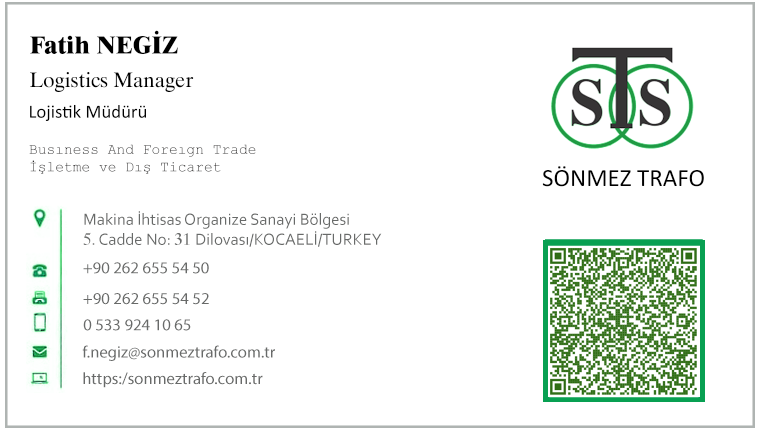 Fatih NEGİZ
Logistics Manager
Lojistik Müdürü
Busıness And Foreıgn Trade
İşletme ve Dış Ticaret
Makina İhtisas Organize Sanayi Bölgesi
5. Cadde No: 31 Dilovası/KOCAELİ/TURKEY
+90 262 655 54 50
+90 262 655 54 52
0 533 924 10 65
f.negiz@sonmeztrafo.com.tr
https:/sonmeztrafo.com.tr
STS
SÖNMEZ TRAFO